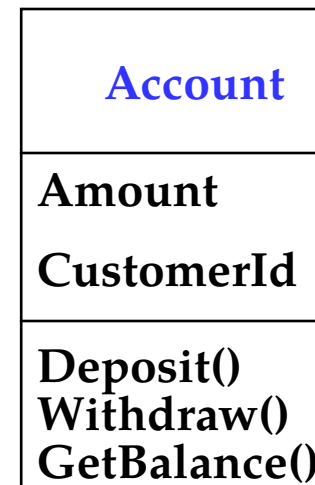 Account
Amount
CustomerId
Deposit()
Withdraw()
GetBalance()